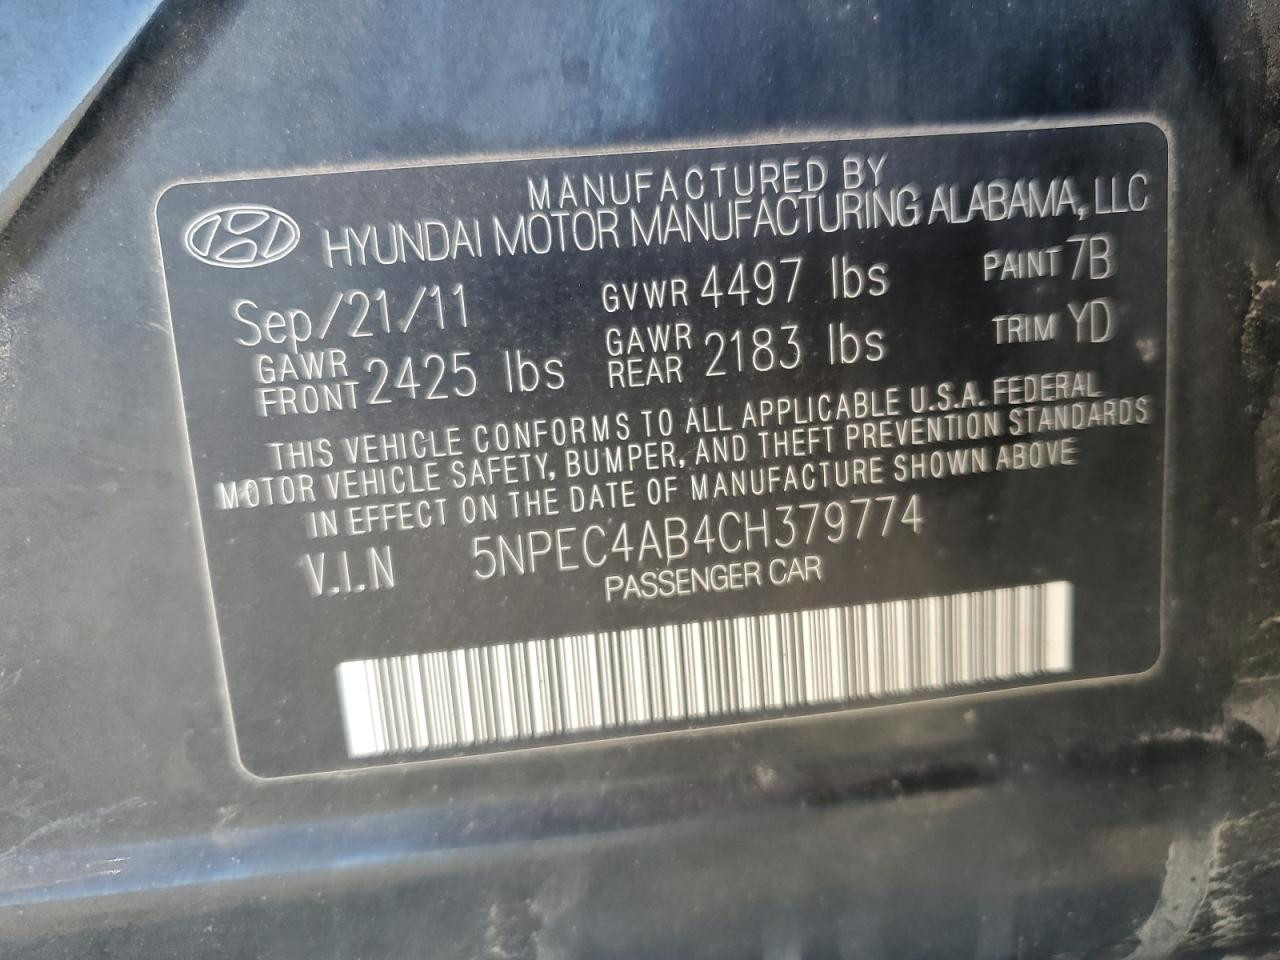 MANUFACTURED BY
HYUNDAI MOTOR MANUFACTURING ALABAMA, LLC
Sep/21/11 GVWR 4497 lbs PAINT 7B
GAWR FRONT 2425 lbs GAWR REAR 2183 lbs TRIM YD
THIS VEHICLE CONFORMS TO ALL APPLICABLE U.S.A. FEDERAL
MOTOR VEHICLE SAFETY, BUMPER, AND THEFT PREVENTION STANDARDS
IN EFFECT ON THE DATE OF MANUFACTURE SHOWN ABOVE
V.I.N 5NPEC4AB4CH379774
PASSENGER CAR